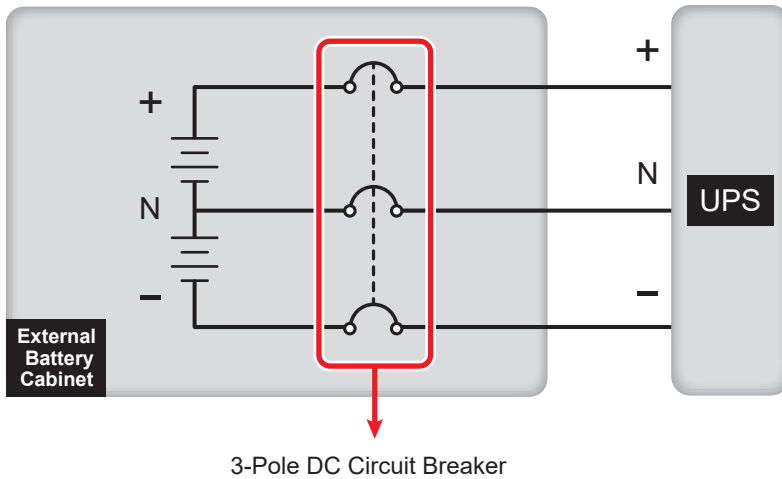 +
+
N
N
UPS
−
−
External
Battery
Cabinet
3-Pole DC Circuit Breaker